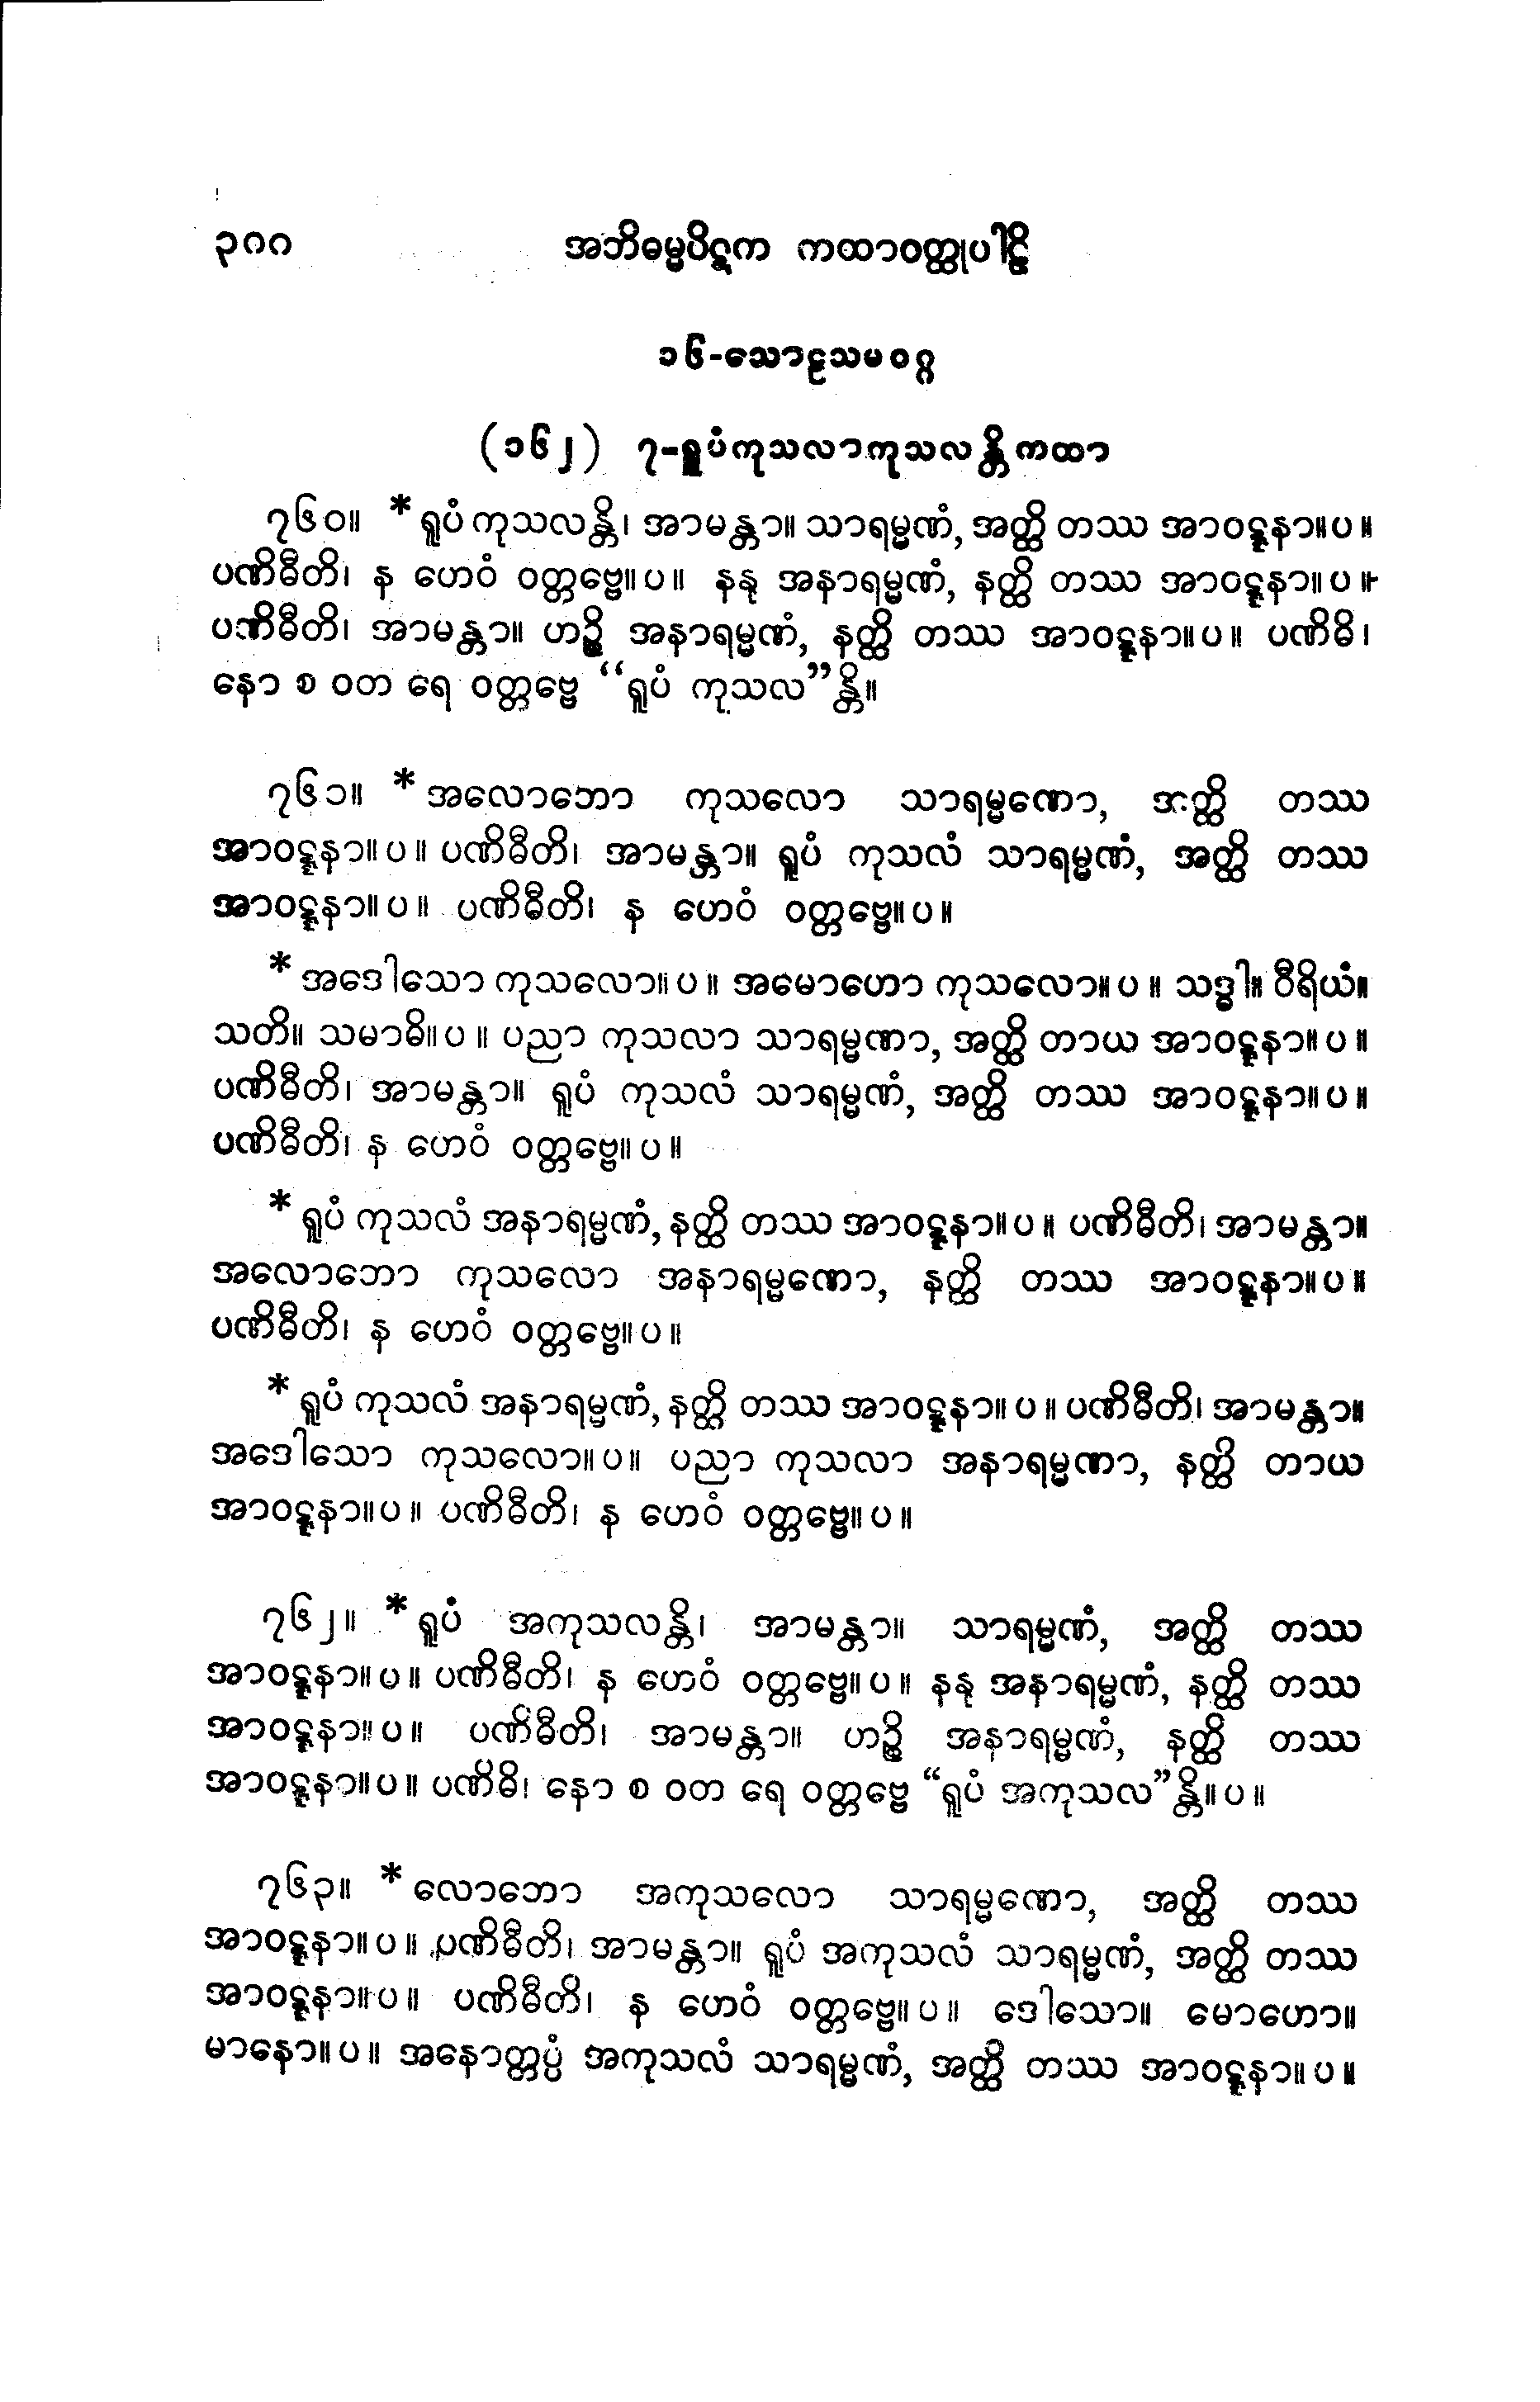 ၃၈၈ အဘိဓမ္မပိဋက ကထာဝတ္ထုပါဠိ
၁၆-သောဠသမဝဂ္ဂ
(၁၆၂) ၇-ရူပံကုသလာကုသလန္တိကထာ
၇၆၀။ *ရူပံ ကုသလန္တိ၊ အာမန္တာ။ သာရမ္မဏံ, အတ္ထိ တဿ အာဝဋ္ဋနာ။ပ။
ပဏိဓီတိ၊ န ဟေဝံ ဝတ္တဗ္ဗေ။ပ။ နနု အနာရမ္မဏံ, နတ္ထိ တဿ အာဝဋ္ဋနာ။ပ။
ပဏိဓီတိ၊ အာမန္တာ။ ဟဉ္စိ အနာရမ္မဏံ, နတ္ထိ တဿ အာဝဋ္ဋနာ။ပ။ ပဏိဓိ၊
နော စ ဝတ ရေ ဝတ္တဗ္ဗေ “ရူပံ ကုသလ”န္တိ။
၇၆၁။ *အလောဘော ကုသလော သာရမ္မဏော, အတ္ထိ တဿ
အာဝဋ္ဋနာ။ပ။ ပဏိဓီတိ၊ အာမန္တာ။ ရူပံ ကုသလံ သာရမ္မဏံ, အတ္ထိ တဿ
အာဝဋ္ဋနာ။ပ။ ပဏိဓီတိ၊ န ဟေဝံ ဝတ္တဗ္ဗေ။ပ။
*အဒေါသော ကုသလော။ပ။ အမောဟော ကုသလော။ပ။ သဒ္ဓါ။ ဝီရိယံ။
သတိ။ သမာဓိ။ပ။ ပညာ ကုသလာ သာရမ္မဏာ, အတ္ထိ တာယ အာဝဋ္ဋနာ။ပ။
ပဏိဓီတိ၊ အာမန္တာ။ ရူပံ ကုသလံ သာရမ္မဏံ, အတ္ထိ တဿ အာဝဋ္ဋနာ။ပ။
ပဏိဓီတိ၊ န ဟေဝံ ဝတ္တဗ္ဗေ။ပ။
*ရူပံ ကုသလံ အနာရမ္မဏံ, နတ္ထိ တဿ အာဝဋ္ဋနာ။ပ။ ပဏိဓီတိ၊ အာမန္တာ။
အလောဘော ကုသလော အနာရမ္မဏော, နတ္ထိ တဿ အာဝဋ္ဋနာ။ပ။
ပဏိဓီတိ၊ န ဟေဝံ ဝတ္တဗ္ဗေ။ပ။
*ရူပံ ကုသလံ အနာရမ္မဏံ, နတ္ထိ တဿ အာဝဋ္ဋနာ။ပ။ ပဏိဓီတိ၊ အာမန္တာ။
အဒေါသော ကုသလော။ပ။ ပညာ ကုသလာ အနာရမ္မဏာ, နတ္ထိ တာယ
အာဝဋ္ဋနာ။ပ။ ပဏိဓီတိ၊ န ဟေဝံ ဝတ္တဗ္ဗေ။ပ။
၇၆၂။ *ရူပံ အကုသလန္တိ၊ အာမန္တာ။ သာရမ္မဏံ, အတ္ထိ တဿ
အာဝဋ္ဋနာ။ပ။ ပဏိဓီတိ၊ န ဟေဝံ ဝတ္တဗ္ဗေ။ပ။ နနု အနာရမ္မဏံ, နတ္ထိ တဿ
အာဝဋ္ဋနာ။ပ။ ပဏိဓီတိ၊ အာမန္တာ။ ဟဉ္စိ အနာရမ္မဏံ, နတ္ထိ တဿ
အာဝဋ္ဋနာ။ပ။ ပဏိဓိ၊ နော စ ဝတ ရေ ဝတ္တဗ္ဗေ “ရူပံ အကုသလ”န္တိ။ပ။
၇၆၃။ *လောဘော အကုသလော သာရမ္မဏော, အတ္ထိ တဿ
အာဝဋ္ဋနာ။ပ။ ပဏိဓီတိ၊ အာမန္တာ။ ရူပံ အကုသလံ သာရမ္မဏံ, အတ္ထိ တဿ
အာဝဋ္ဋနာ။ပ။ ပဏိဓီတိ၊ န ဟေဝံ ဝတ္တဗ္ဗေ။ပ။ ဒေါသော။ မောဟော။
မာနော။ပ။ အနောတ္တပ္ပံ အကုသလံ သာရမ္မဏံ, အတ္ထိ တဿ အာဝဋ္ဋနာ။ပ။